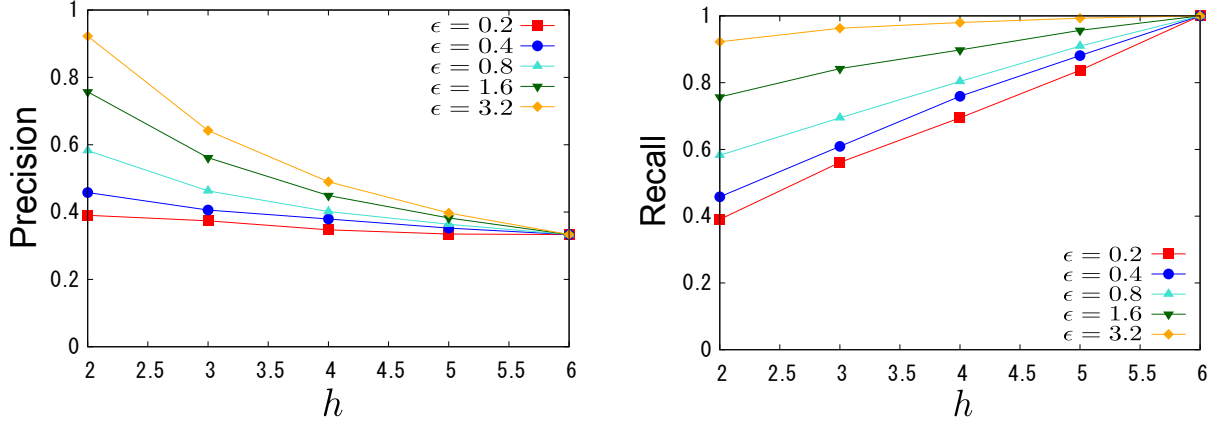 Precision
1
0.8
0.6
0.4
0.2
0
2 2.5 3 3.5 4 4.5 5 5.5 6
h
ϵ = 0.2
ϵ = 0.4
ϵ = 0.8
ϵ = 1.6
ϵ = 3.2
Recall
1
0.8
0.6
0.4
0.2
0
2 2.5 3 3.5 4 4.5 5 5.5 6
h
ϵ = 0.2
ϵ = 0.4
ϵ = 0.8
ϵ = 1.6
ϵ = 3.2